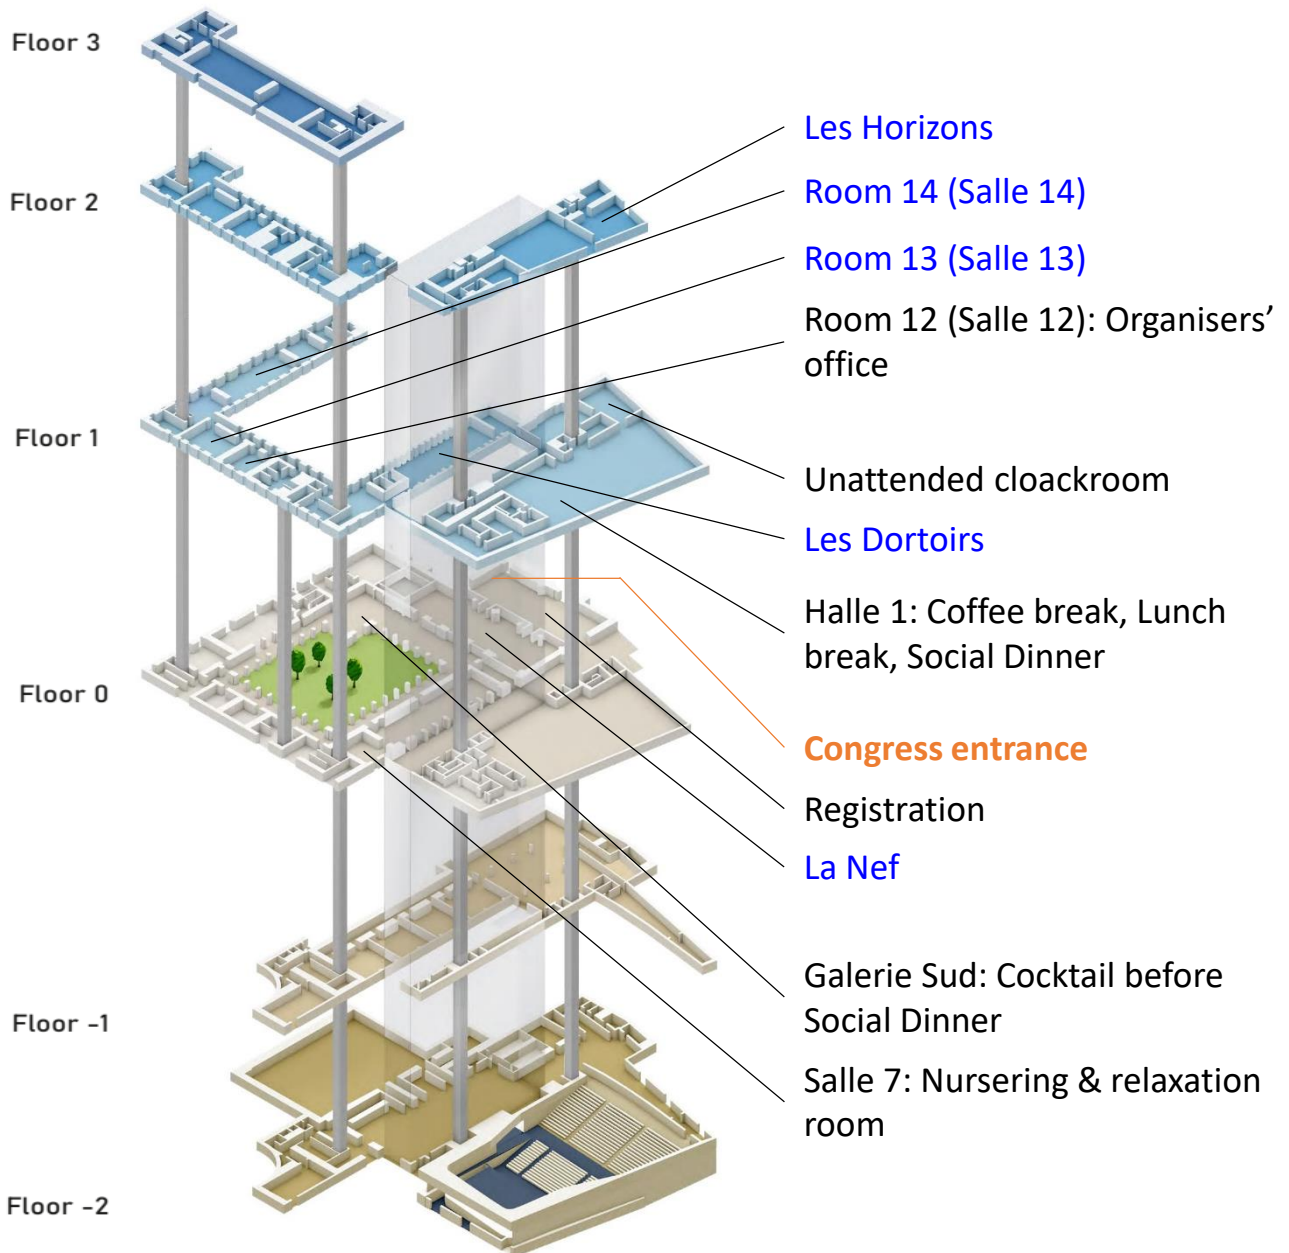 Floor 3
Floor 2
Floor 1
Floor 0
Floor -1
Floor -2
Les Horizons
Room 14 (Salle 14)
Room 13 (Salle 13)
Room 12 (Salle 12): Organisers’
office
Unattended cloackroom
Les Dortoirs
Halle 1: Coffee break, Lunch
break, Social Dinner
Congress entrance
Registration
La Nef
Galerie Sud: Cocktail before
Social Dinner
Salle 7: Nursering & relaxation
room